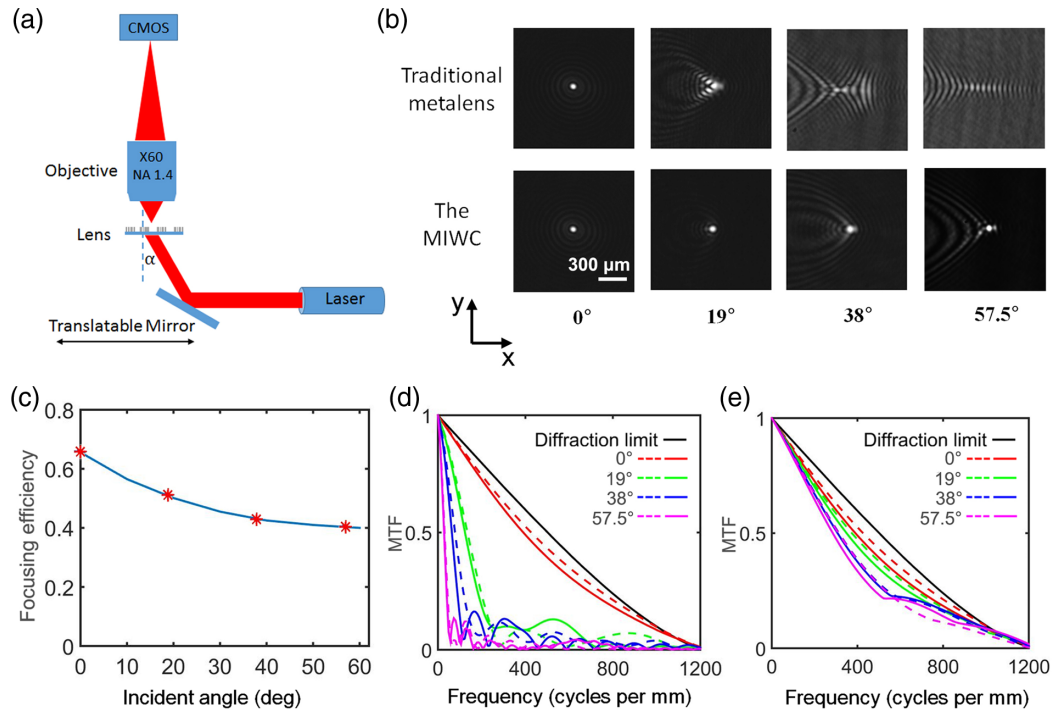 (a)
CMOS
Objective
X60
NA 1.4
Lens
α
Laser
Translatable Mirror
(b)
Traditional
metalens
The
MIWC
300 µm
y
x
0°
19°
38°
57.5°
(c)
0.8
0.6
0.4
0.2
0
0
10
20
30
40
50
60
Focusing efficiency
Incident angle (deg)
(d)
1
0.5
0
400
800
1200
MTF
Diffraction limit
0°
19°
38°
57.5°
Frequency (cycles per mm)
(e)
1
0.5
0
0
400
800
1200
MTF
Diffraction limit
0°
19°
38°
57.5°
Frequency (cycles per mm)